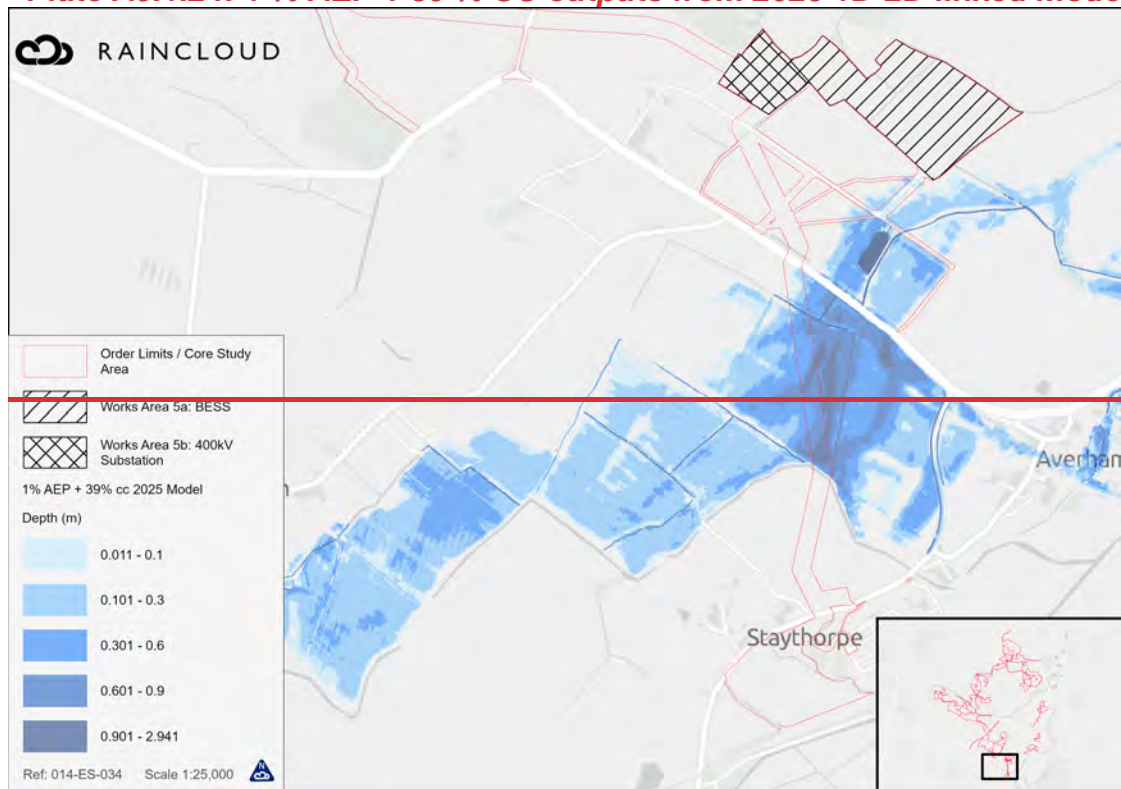 RAINCLOUD
Order Limits / Core Study
Area
Works Area 5a: BESS
Works Area 5b: 400kV
Substation
1% AEP + 39% cc 2025 Model
Depth (m)
0.011 - 0.1
0.101 - 0.3
0.301 - 0.6
0.601 - 0.9
0.901 - 2.941
Ref: 014-ES-034 Scale 1:25,000
N
Averham
Staythorpe